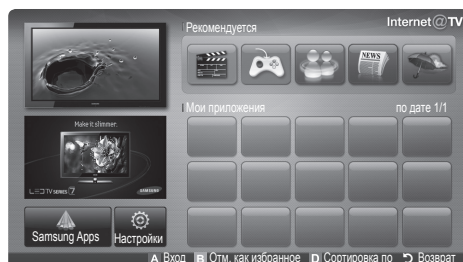 Internet@TV
Рекомендуется
NEWS
Мои приложения по дате 1/1
Make it slimmer.
LED TV SERIES 7 SAMSUNG
Samsung Apps Настройки
A Вход B Отм. как избранное D Сортировка по Возврат